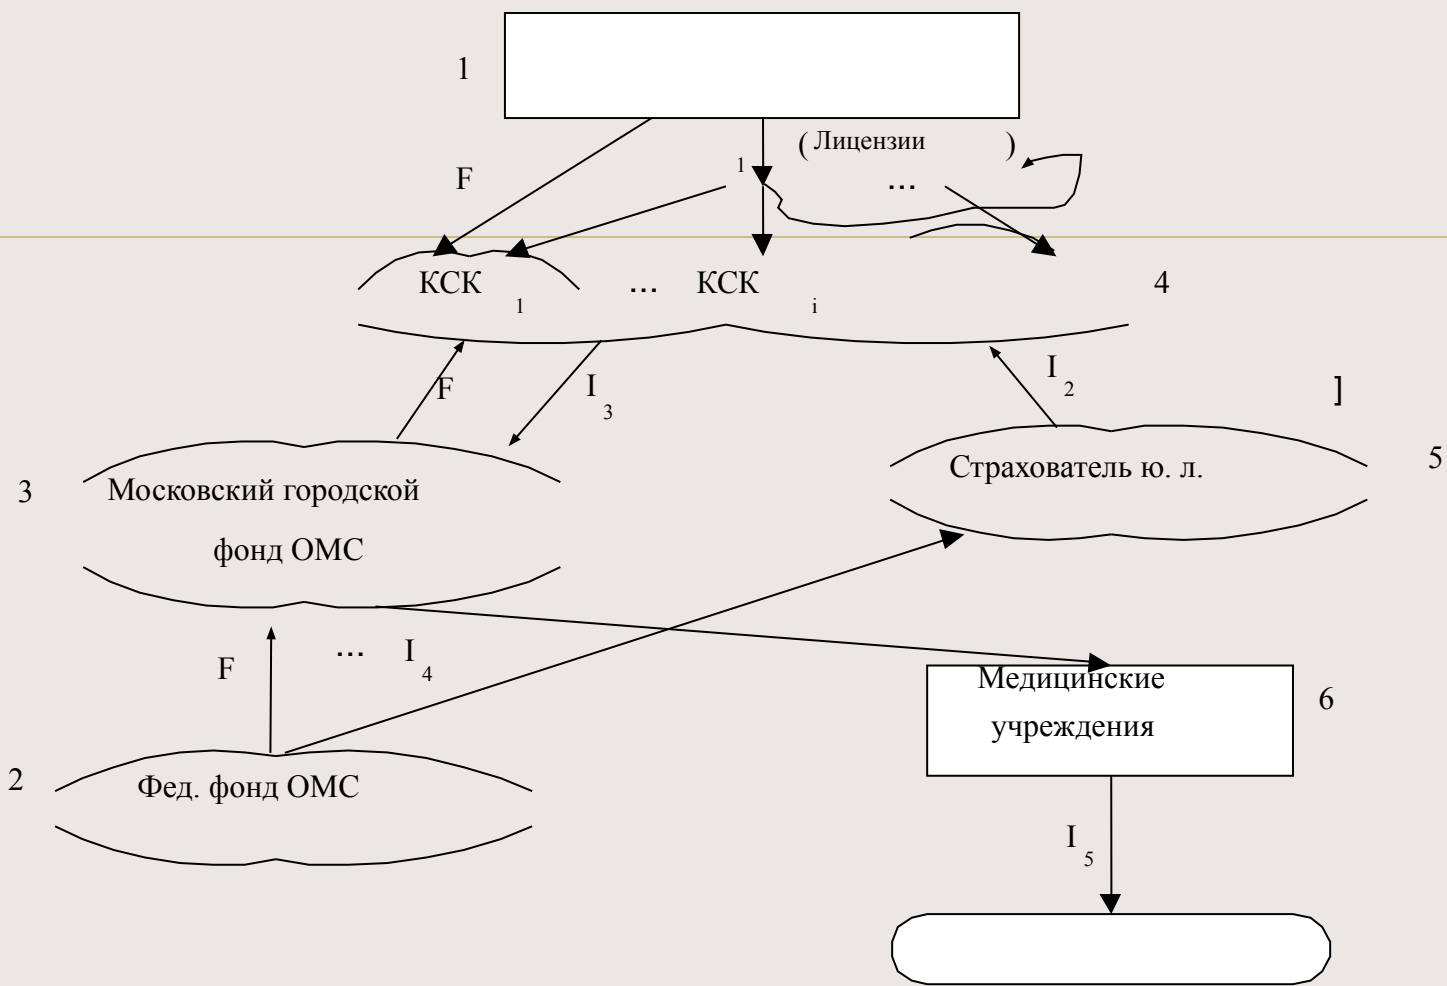 1
( Лицензии )
F 1 ...
КСК 1 ... КСК i 4
F I 3 I 2 ]
Страхователь ю. л. 5
3 Московский городской
фонд ОМС
F ... I 4
Медицинские 6
учреждения
2 Фед. фонд ОМС
I 5